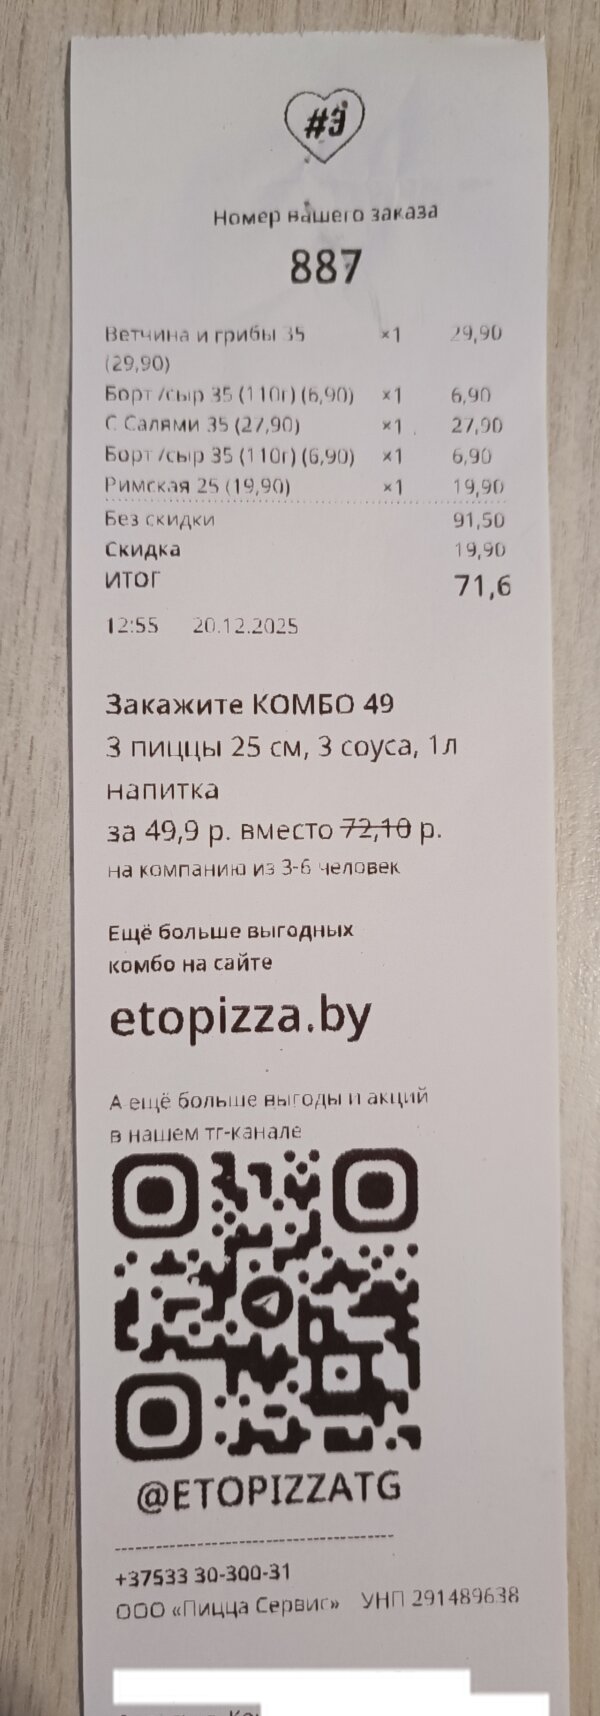 #Э
Номер вашего заказа
887
Ветчина и грибы 35 ×1 29,90
(29,90)
Борт /сыр 35 (110г) (6,90) ×1 6,90
С Салями 35 (27,90) ×1 27,90
Борт /сыр 35 (110г) (6,90) ×1 6,90
Римская 25 (19,90) ×1 19,90
Без скидки 91,50
Скидка 19,90
ИТОГ 71,6
12:55 20.12.2025
Закажите КОМБО 49
3 пиццы 25 см, 3 соуса, 1л
напитка
за 49,9 р. вместо 72,10 р.
на компанию из 3-6 человек
Ещё больше выгодных
комбо на сайте
etopizza.by
А ещё больше выгоды и акций
в нашем тг-канале
@ETOPIZZATG
+37533 30-300-31
ООО «Пицца Сервис» УНП 291489638